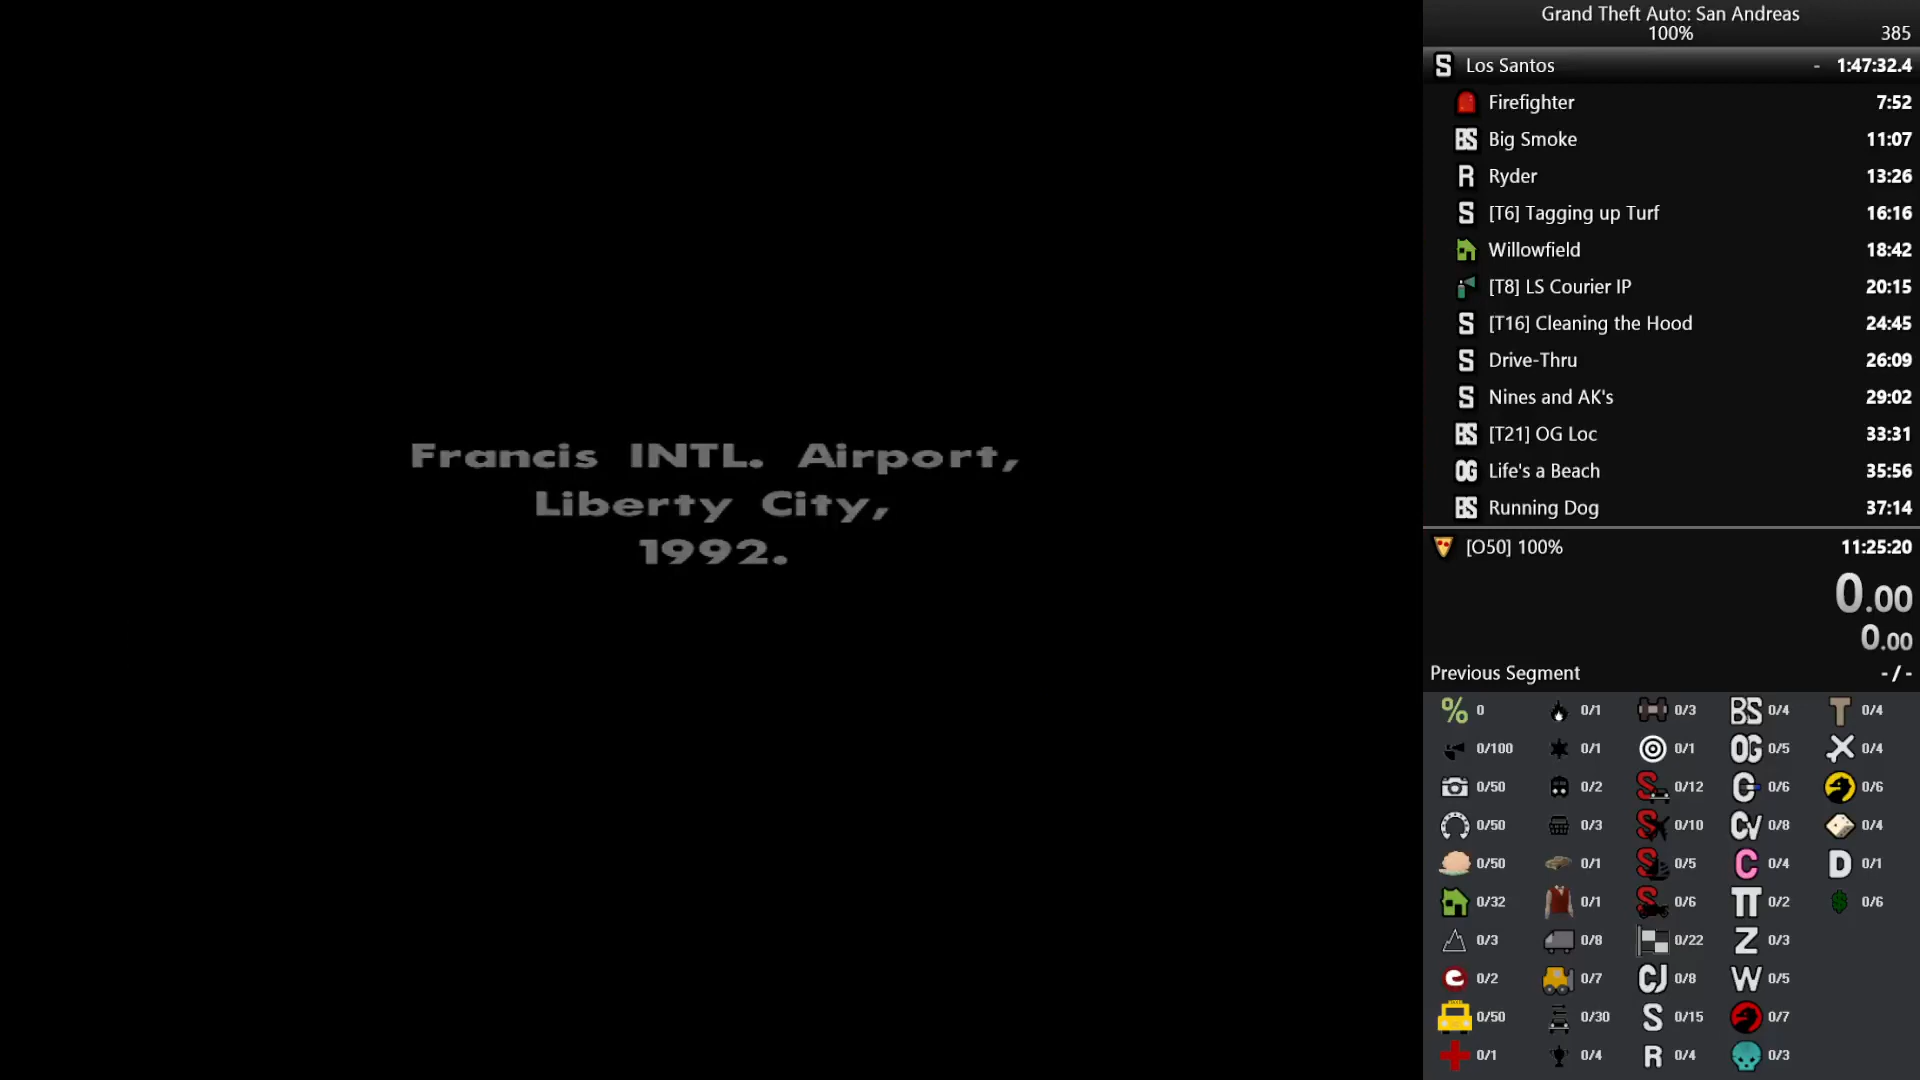 Francis INTL. Airport,
Liberty City,
1992.
Grand Theft Auto: San Andreas
100% 385
S Los Santos - 1:47:32.4
Firefighter 7:52
BS Big Smoke 11:07
R Ryder 13:26
S [T6] Tagging up Turf 16:16
Willowfield 18:42
[T8] LS Courier IP 20:15
S [T16] Cleaning the Hood 24:45
S Drive-Thru 26:09
S Nines and AK's 29:02
BS [T21] OG Loc 33:31
OG Life's a Beach 35:56
BS Running Dog 37:14
[O50] 100% 11:25:20
0.00
0.00
Previous Segment - / -
% 0 0/1 0/3 BS 0/4 T 0/4
0/100 0/1 0/1 OG 0/5 0/4
0/50 0/2 S 0/12 C 0/6 0/6
0/50 0/3 S 0/10 CV 0/8 0/4
0/50 0/1 S 0/5 C 0/4 D 0/1
0/32 0/1 S 0/6 TT 0/2 $ 0/6
0/3 0/8 0/22 Z 0/3
e 0/2 0/7 CJ 0/8 W 0/5
0/50 0/30 S 0/15 0/7
0/1 0/4 R 0/4 0/3